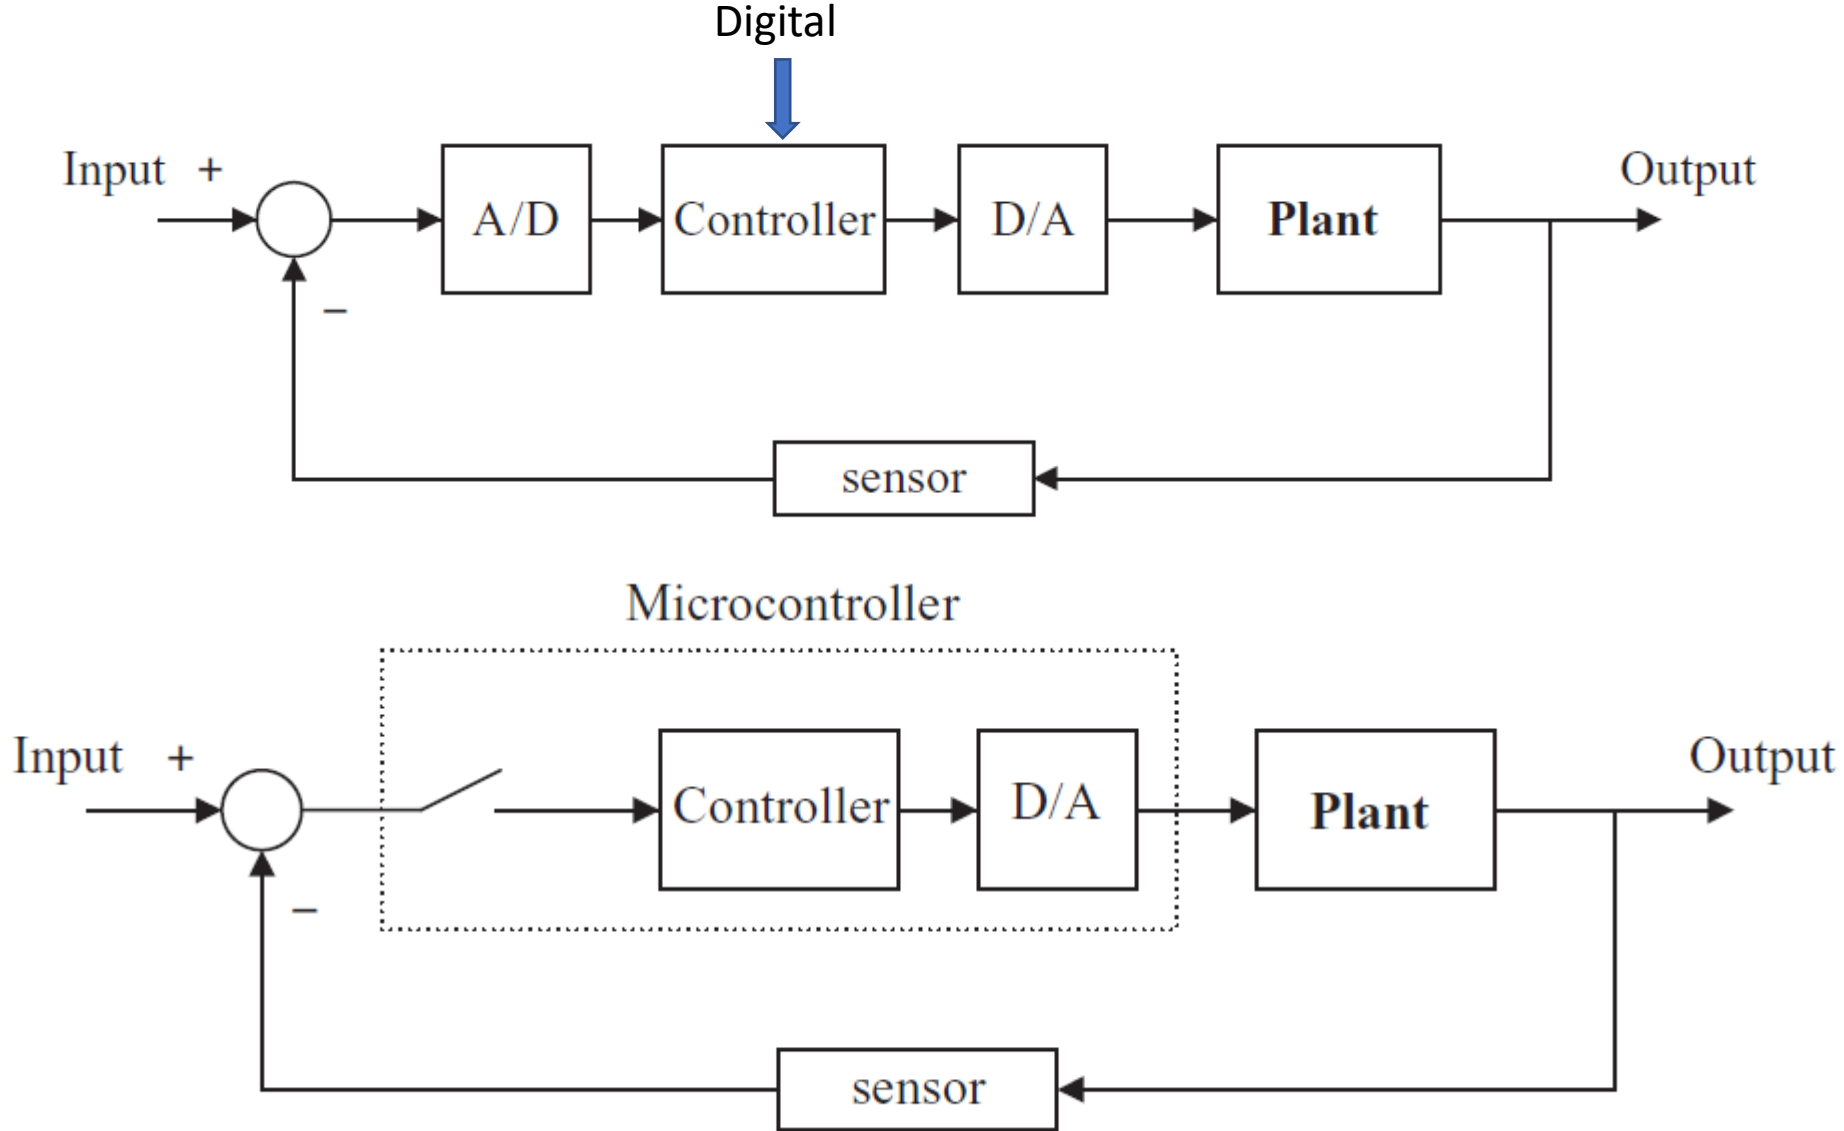 Digital
Input +
A/D
Controller
D/A
Plant
Output
−
sensor
Microcontroller
Input +
Controller
D/A
Plant
Output
−
sensor